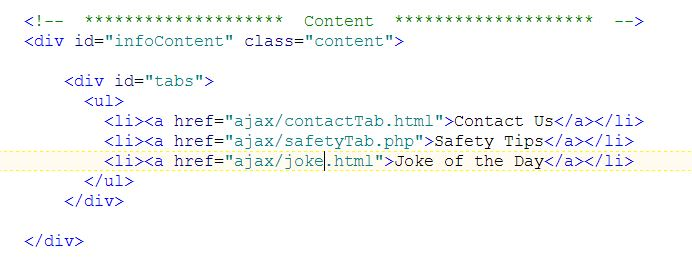 <!--  ********************  Content  ********************  -->
<div id="infoContent" class="content">
<div id="tabs">
<ul>
<li><a href="ajax/contactTab.html">Contact Us</a></li>
<li><a href="ajax/safetyTab.php">Safety Tips</a></li>
<li><a href="ajax/joke.html">Joke of the Day</a></li>
</ul>
</div>
</div>